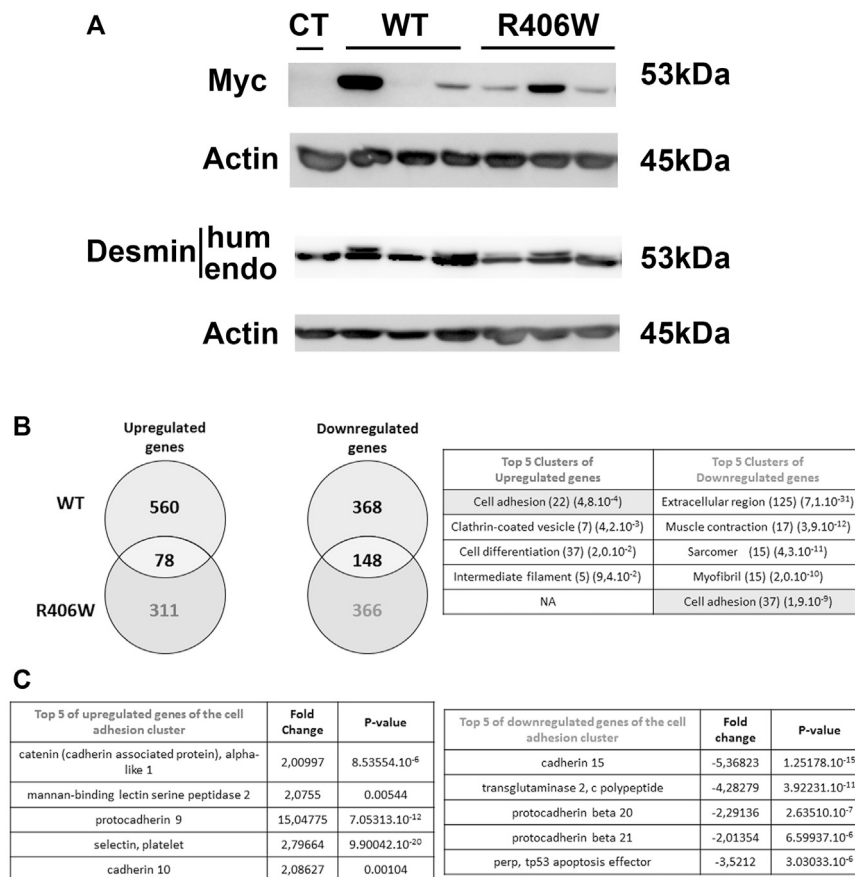 A
CT WT R406W
Myc 53kDa
Actin 45kDa
Desmin hum endo 53kDa
Actin 45kDa
B
Upregulated genes
Downregulated genes
WT 560 368
78 148
R406W 311 366
Top 5 Clusters of Upregulated genes
Top 5 Clusters of Downregulated genes
Cell adhesion (22) (4,8.10⁻⁴) Extracellular region (125) (7,1.10⁻³¹)
Clathrin-coated vesicle (7) (4,2.10⁻³) Muscle contraction (17) (3,9.10⁻¹²)
Cell differentiation (37) (2,0.10⁻²) Sarcomer (15) (4,3.10⁻¹¹)
Intermediate filament (5) (9,4.10⁻²) Myofibril (15) (2,0.10⁻¹⁰)
NA Cell adhesion (37) (1,9.10⁻⁹)
C
Top 5 of upregulated genes of the cell adhesion cluster Fold Change P-value
catenin (cadherin associated protein), alpha-like 1 2,00997 8.53554.10⁻⁶
mannan-binding lectin serine peptidase 2 2,0755 0.00544
protocadherin 9 15,04775 7.05313.10⁻¹²
selectin, platelet 2,79664 9.90042.10⁻²⁰
cadherin 10 2,08627 0.00104
Top 5 of downregulated genes of the cell adhesion cluster Fold change P-value
cadherin 15 -5,36823 1.25178.10⁻¹⁵
transglutaminase 2, c polypeptide -4,28279 3.92231.10⁻¹¹
protocadherin beta 20 -2,29136 2.63510.10⁻⁷
protocadherin beta 21 -2,01354 6.59937.10⁻⁶
perp, tp53 apoptosis effector -3,5212 3.03033.10⁻⁶